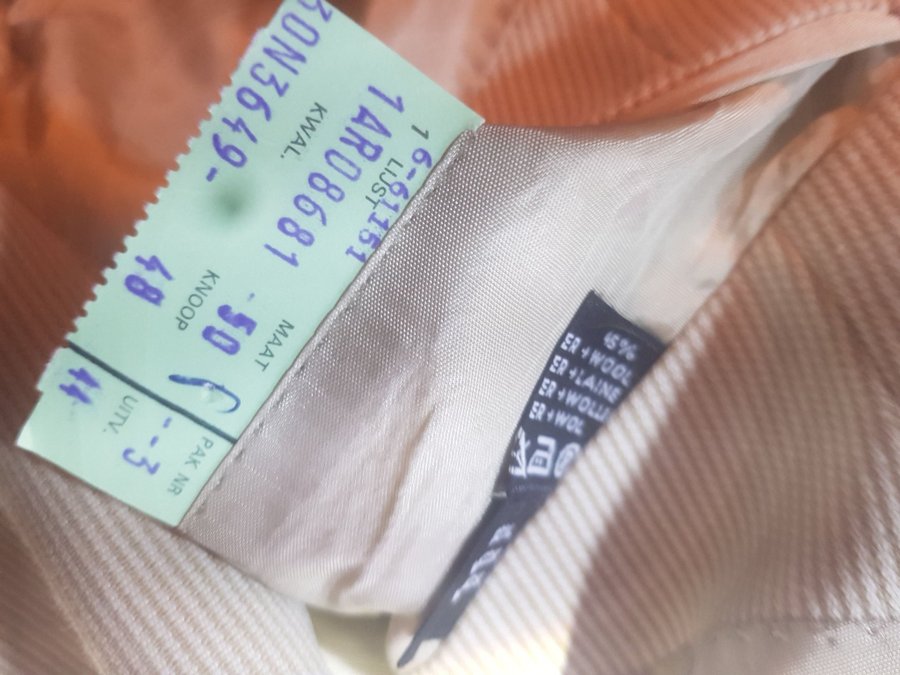 1 6-61151
LIJST
1AR08681
KWAL.
30N3649-
MAAT
50
KNOOP
48
PAK NR
--3
UITV.
44
45%
ER + WOOL
ER + LAINE
ER + WOLLE
ER + WOL